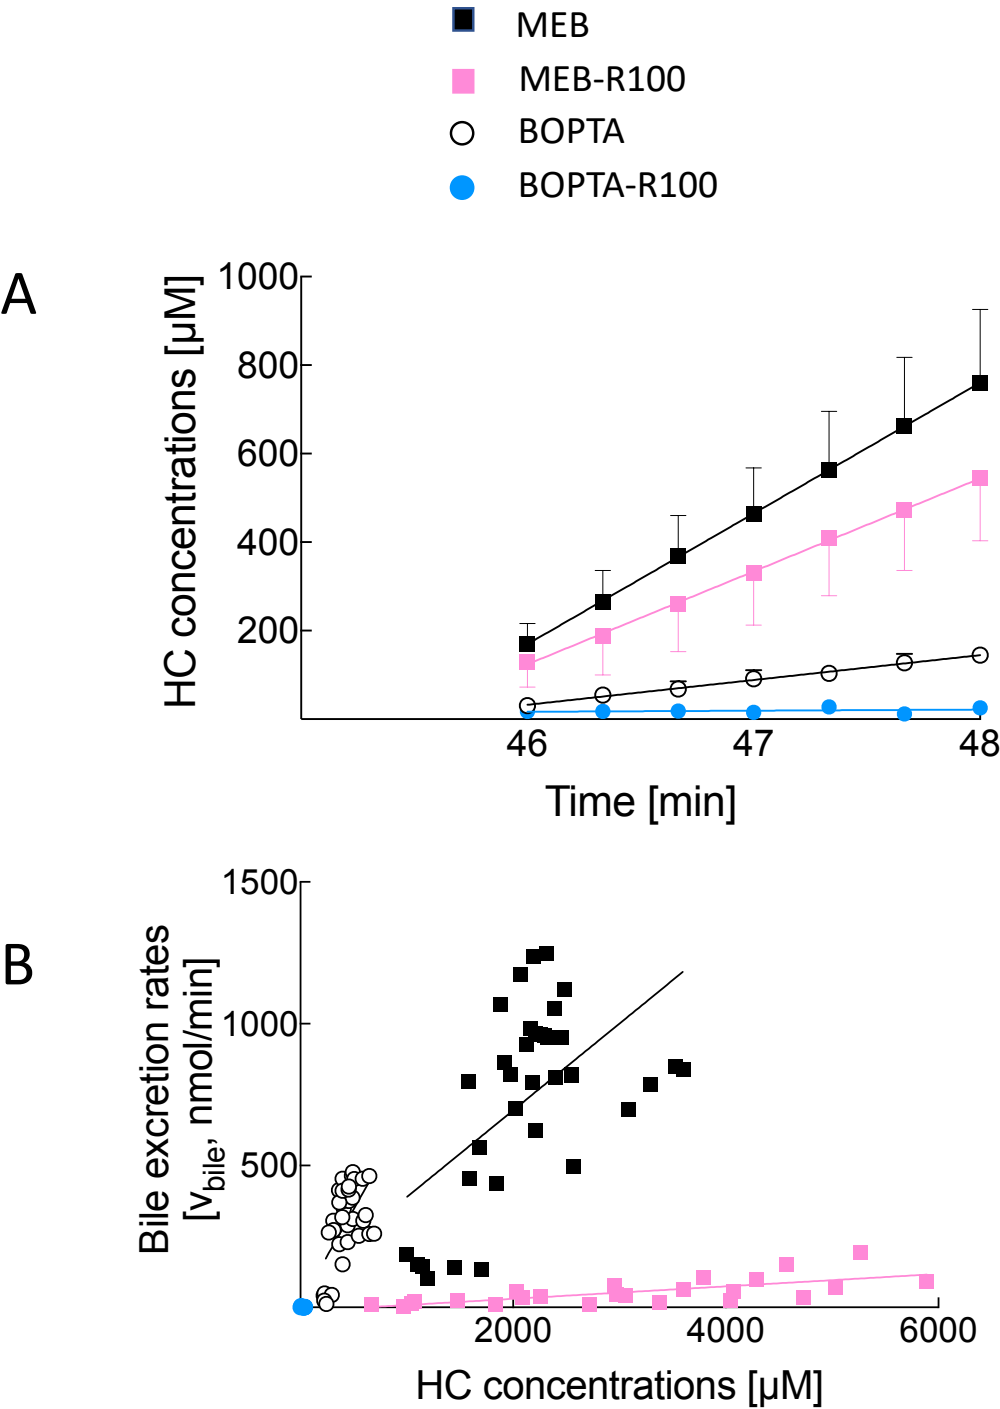 MEB
MEB-R100
BOPTA
BOPTA-R100
A
HC concentrations [µM]
1000
800
600
400
200
46 47 48
Time [min]
B
Bile excretion rates
[vbile, nmol/min]
1500
1000
500
2000 4000 6000
HC concentrations [µM]